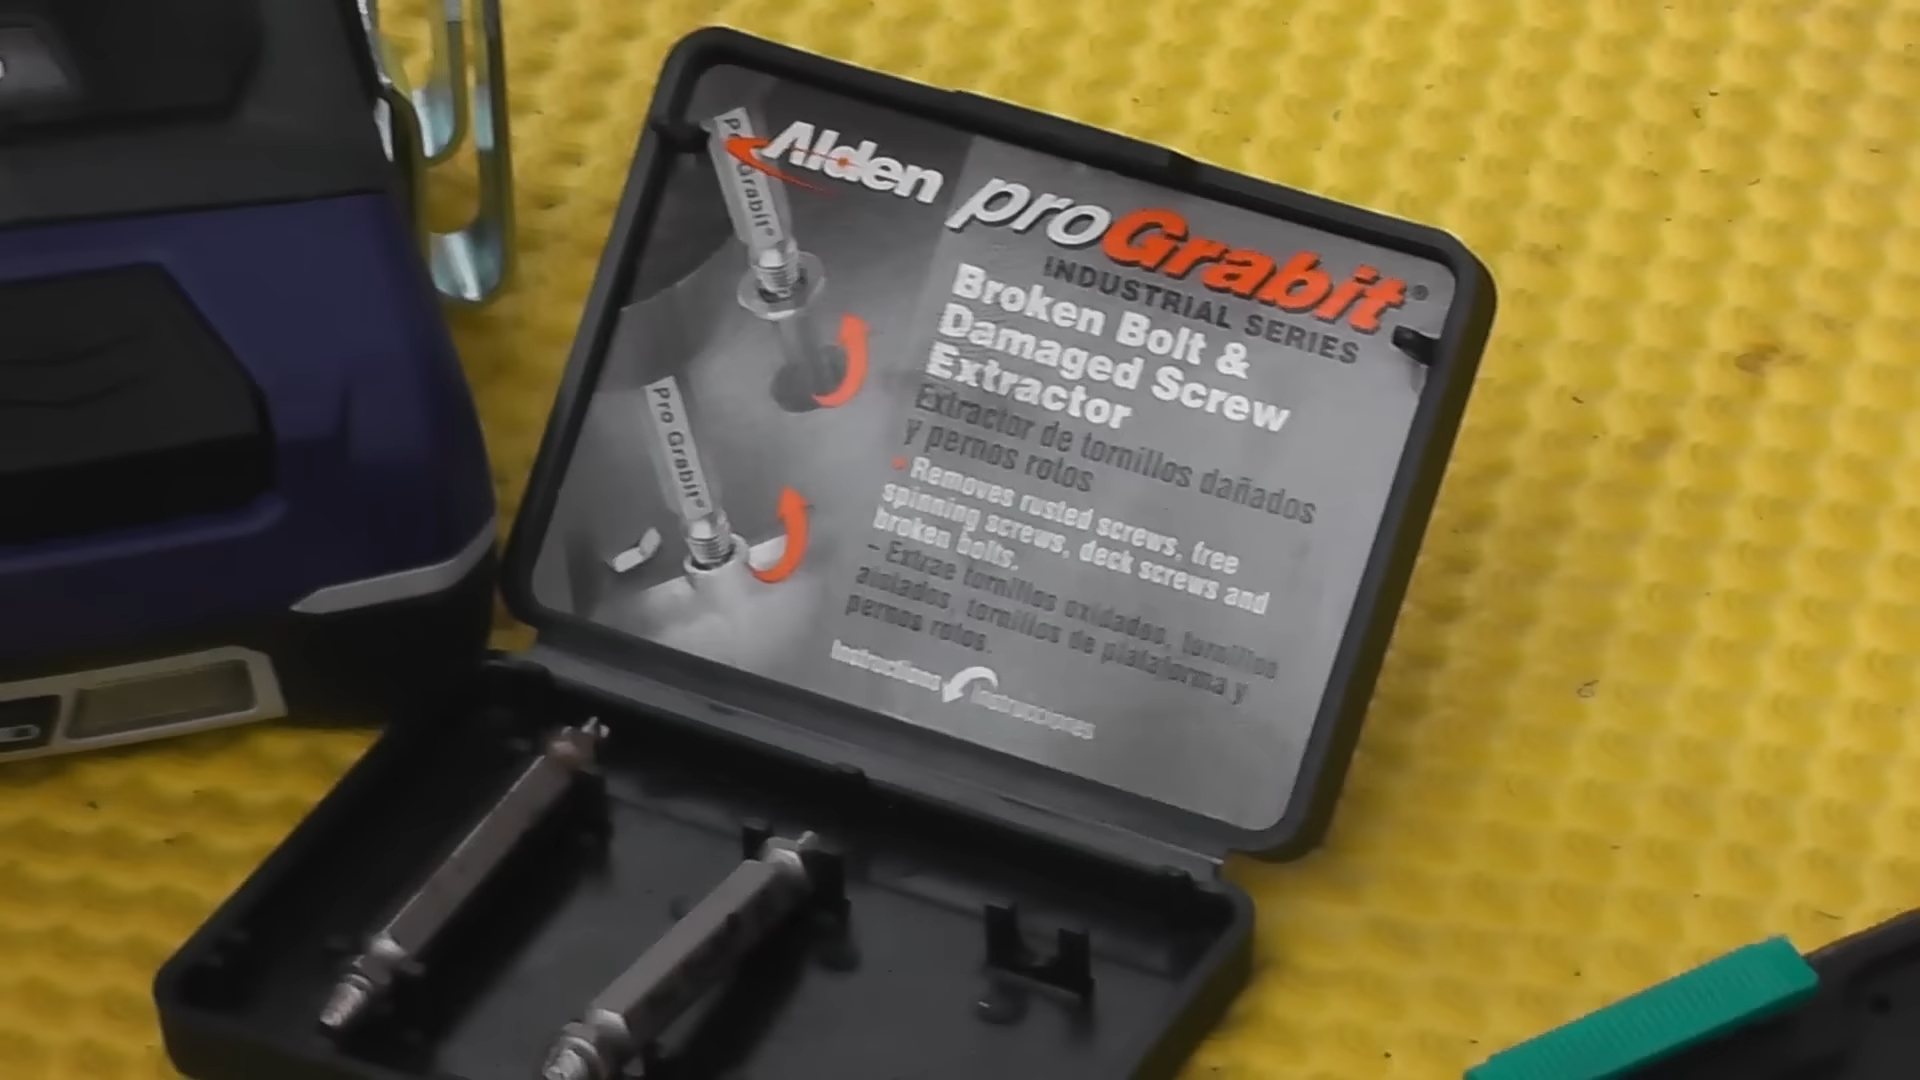 Alden proGrabit®
INDUSTRIAL SERIES
Broken Bolt &
Damaged Screw
Extractor
Extractor de tornillos dañados
y pernos rotos
Removes rusted screws, free
spinning screws, deck screws and
broken bolts.
– Extrae tornillos oxidados, tornillos
aislados, tornillos de plataforma y
pernos rotos.
Instructions Instrucciones
Pro Grabit®
Pro Grabit®